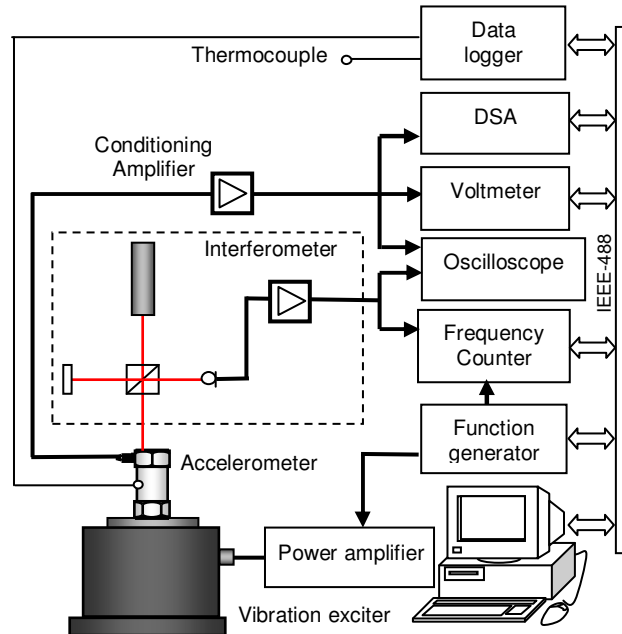 Data
logger
Thermocouple
DSA
Conditioning
Amplifier
Voltmeter
Interferometer
Oscilloscope
IEEE-488
Frequency
Counter
Function
generator
Accelerometer
Power amplifier
Vibration exciter